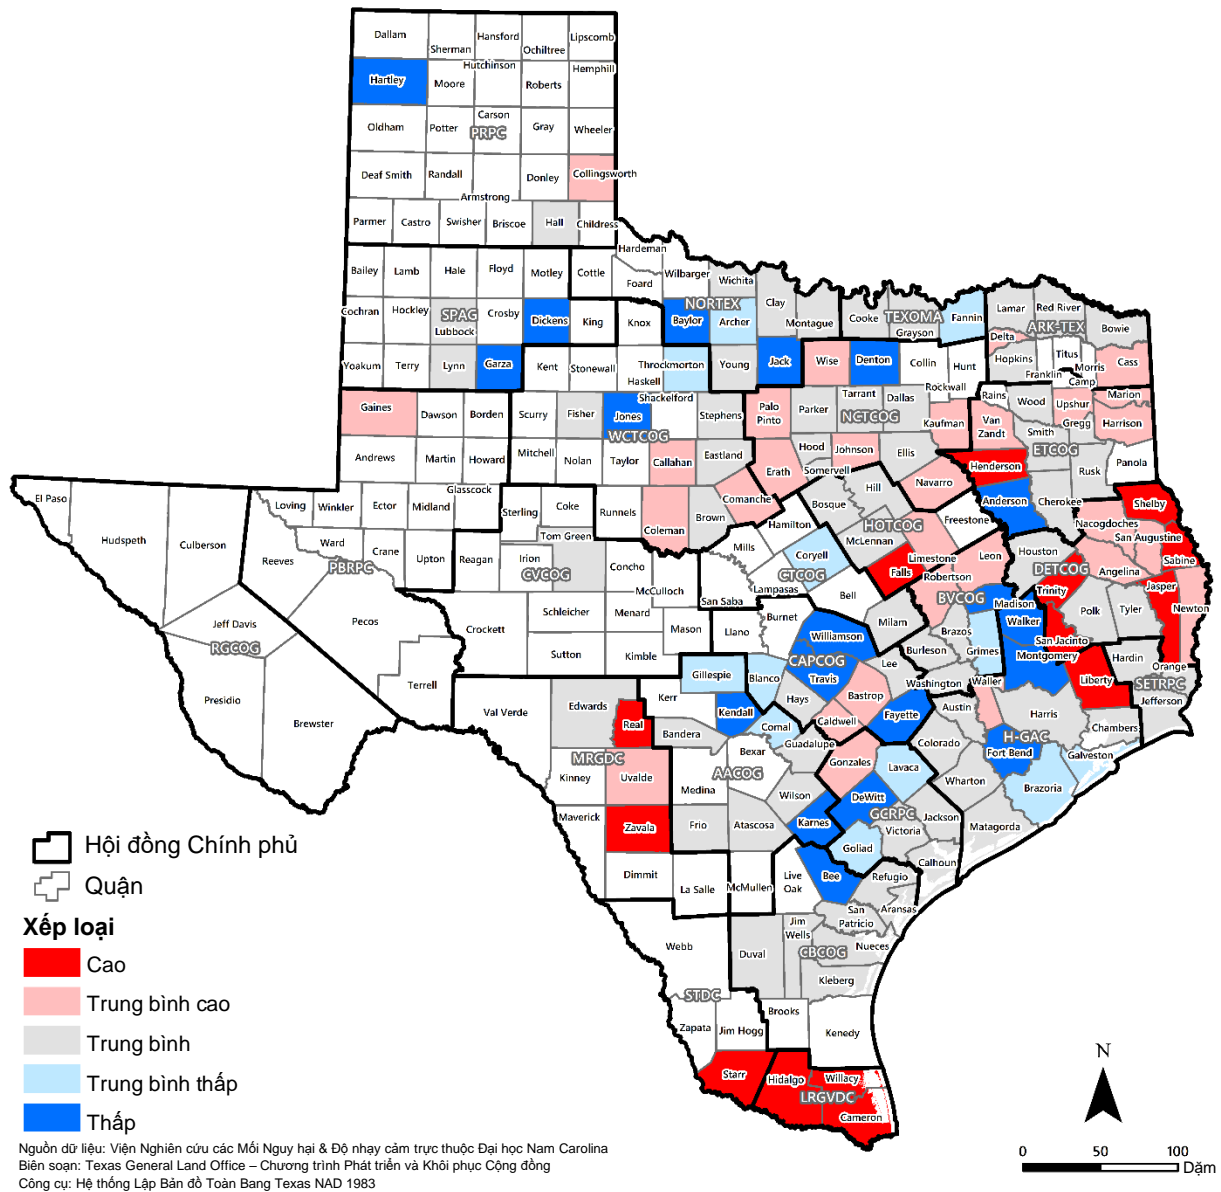 Dallam
Sherman
Hansford
Ochiltree
Lipscomb
Hartley
Moore
Hutchinson
Roberts
Hemphill
Oldham
Potter
Carson
PRPC
Gray
Wheeler
Deaf Smith
Randall
Armstrong
Donley
Collingsworth
Parmer
Castro
Swisher
Briscoe
Hall
Childress
Bailey
Lamb
Hale
Floyd
Motley
Cottle
Hardeman
Foard
Wilbarger
Wichita
Cochran
Hockley
SPAG
Lubbock
Crosby
Dickens
King
Knox
NORTEX
Baylor
Archer
Clay
Montague
Cooke
TEXOMA
Grayson
Fannin
Lamar
Red River
ARK-TEX
Bowie
Delta
Yoakum
Terry
Lynn
Garza
Kent
Stonewall
Haskell
Throckmorton
Young
Jack
Wise
Denton
Collin
Hunt
Rockwall
Hopkins
Franklin
Titus
Morris
Camp
Cass
Gaines
Dawson
Borden
Scurry
Fisher
Jones
Shackelford
WCTCOG
Stephens
Palo
Pinto
Parker
Tarrant
Dallas
NCTCOG
Kaufman
Rains
Van
Zandt
Wood
Upshur
Marion
Smith
Gregg
Harrison
ETCOG
Andrews
Martin
Howard
Mitchell
Nolan
Taylor
Callahan
Eastland
Erath
Hood
Somervell
Johnson
Ellis
Henderson
Navarro
Rusk
Panola
El Paso
Hudspeth
Culberson
Loving
Winkler
Ector
Midland
Glasscock
Sterling
Coke
Runnels
Coleman
Brown
Comanche
Bosque
Hill
Anderson
Cherokee
Shelby
Reeves
Ward
Crane
Upton
PBRPC
Reagan
Irion
Tom Green
CVCOG
Concho
McCulloch
Mills
Hamilton
HOTCOG
McLennan
Freestone
Limestone
Nacogdoches
San Augustine
Sabine
Coryell
CTCOG
Lampasas
San Saba
Falls
Robertson
Leon
Houston
DETCOG
Angelina
Trinity
Jasper
Newton
Jeff Davis
RGCOG
Pecos
Crockett
Schleicher
Menard
Mason
Llano
Burnet
Bell
Milam
BVCOG
Madison
Walker
Polk
Tyler
Brazos
San Jacinto
Sutton
Kimble
Williamson
Burleson
Grimes
Montgomery
Hardin
Presidio
Brewster
Terrell
Val Verde
Edwards
Real
Kerr
Gillespie
Blanco
CAPCOG
Travis
Lee
Washington
Waller
Liberty
Orange
SETRPC
Jefferson
Kendall
Hays
Bastrop
Fayette
Austin
Harris
Chambers
Bandera
Comal
Caldwell
Guadalupe
Colorado
H-GAC
Fort Bend
Galveston
MRGDC
Kinney
Uvalde
Medina
Bexar
AACOG
Gonzales
Lavaca
Wharton
Brazoria
Maverick
Zavala
Frio
Atascosa
Wilson
Karnes
DeWitt
GCRPC
Victoria
Jackson
Matagorda
Dimmit
La Salle
McMullen
Live
Oak
Bee
Goliad
Calhoun
Refugio
San
Patricio
Aransas
Webb
Duval
Jim
Wells
Nueces
CBCOG
Kleberg
STDC
Zapata
Jim Hogg
Brooks
Kenedy
Starr
Hidalgo
Willacy
LRGVDC
Cameron
Hội đồng Chính phủ
Quận
Xếp loại
Cao
Trung bình cao
Trung bình
Trung bình thấp
Thấp
N
0 50 100
Dặm
Nguồn dữ liệu: Viện Nghiên cứu các Mối Nguy hại & Độ nhạy cảm trực thuộc Đại học Nam Carolina
Biên soạn: Texas General Land Office – Chương trình Phát triển và Khôi phục Cộng đồng
Công cụ: Hệ thống Lập Bản đồ Toàn Bang Texas NAD 1983